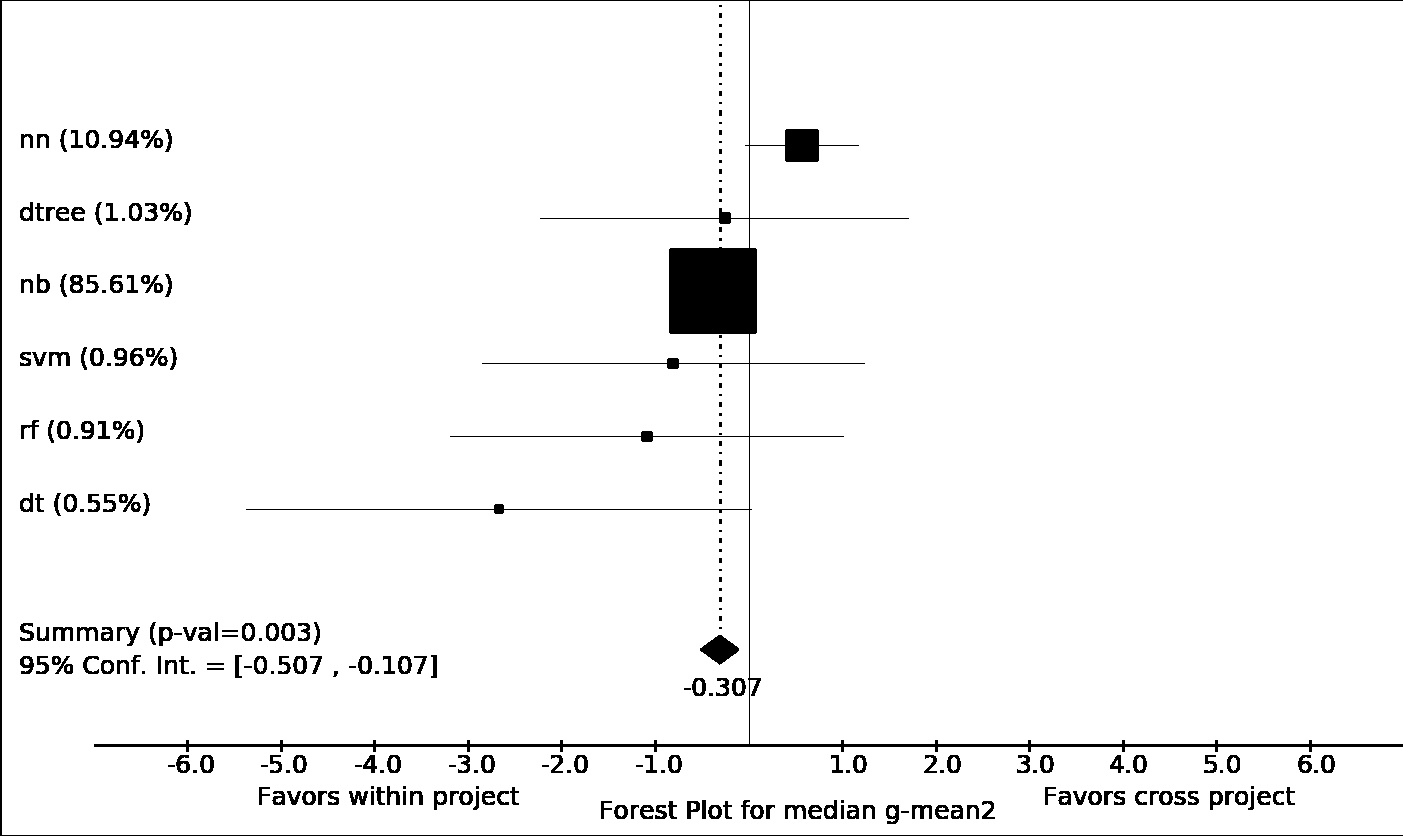 nn (10.94%)
dtree (1.03%)
nb (85.61%)
svm (0.96%)
rf (0.91%)
dt (0.55%)
Summary (p-val=0.003)
95% Conf. Int. = [-0.507 , -0.107]
-0.307
-6.0 -5.0 -4.0 -3.0 -2.0 -1.0 1.0 2.0 3.0 4.0 5.0 6.0
Favors within project Favors cross project
Forest Plot for median g-mean2